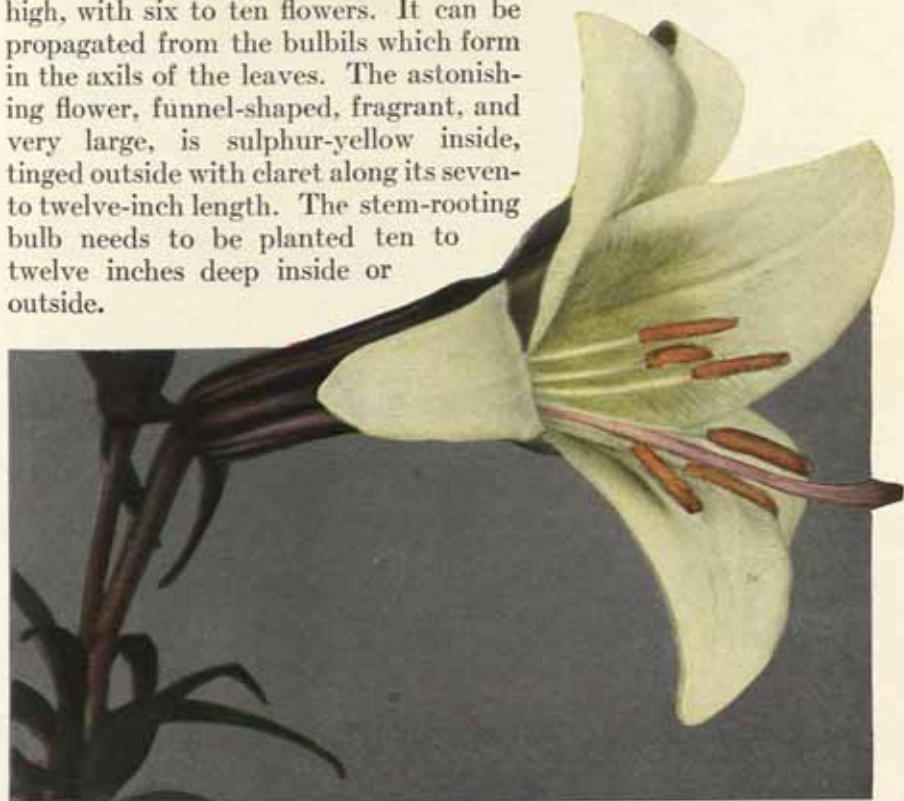 high, with six to ten flowers. It can be
propagated from the bulbils which form
in the axils of the leaves. The astonish-
ing flower, funnel-shaped, fragrant, and
very large, is sulphur-yellow inside,
tinged outside with claret along its seven-
to twelve-inch length. The stem-rooting
bulb needs to be planted ten to
twelve inches deep inside or
outside.